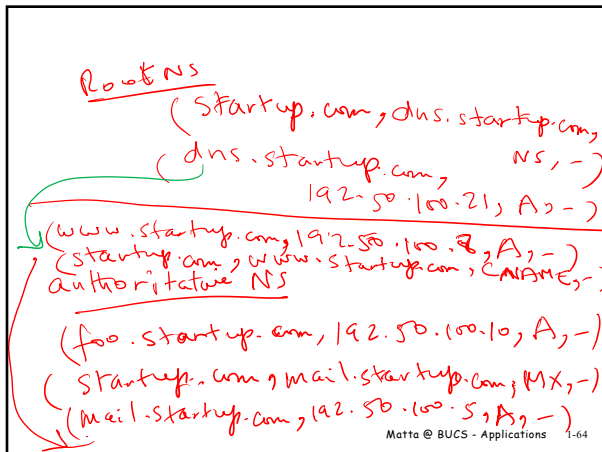 Root NS
(startup.com, dns.startup.com,
NS, -)
(dns.startup.com,
192.50.100.21, A, -)
(www.startup.com, 192.50.100.8, A, -)
(startup.com, www.startup.com, CNAME, -)
authoritative NS
(foo.startup.com, 192.50.100.10, A, -)
(startup.com, mail.startup.com, MX, -)
(mail.startup.com, 192.50.100.5, A, -)
Matta @ BUCS - Applications 1-64